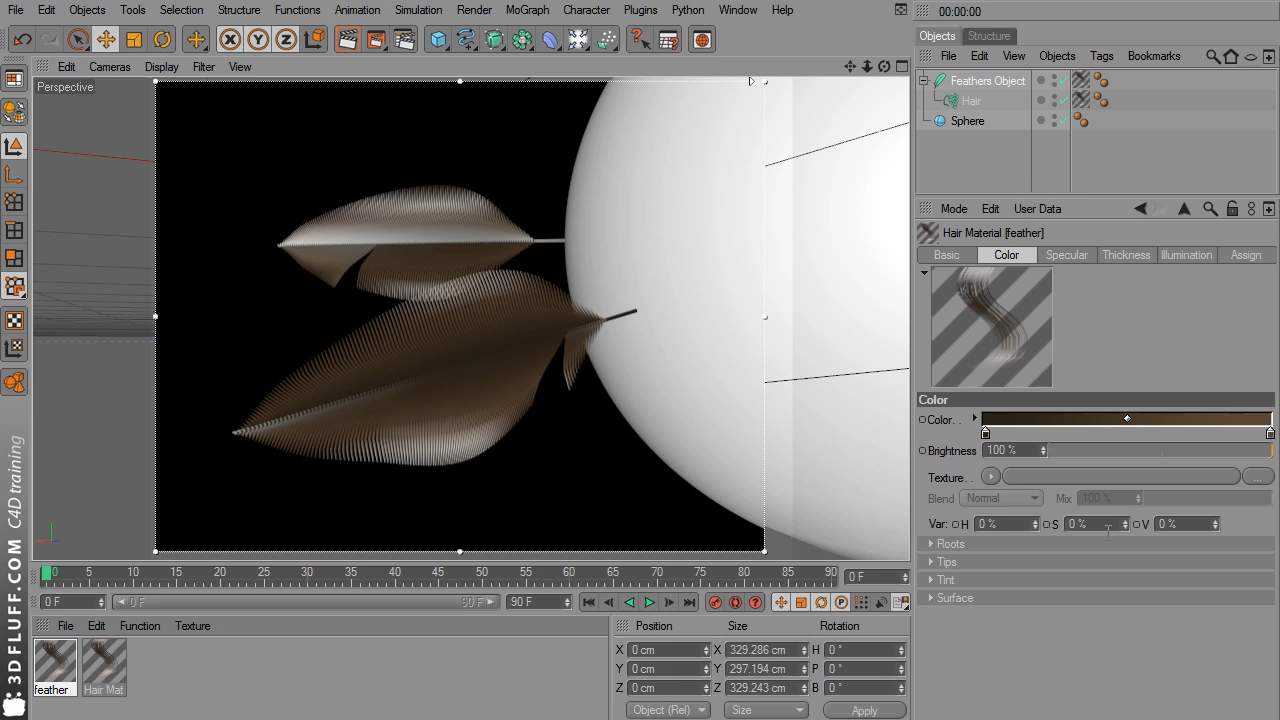 File Edit Objects Tools Selection Structure Functions Animation Simulation Render MoGraph Character Plugins Python Window Help
00:00:00
X Y Z
Objects Structure
File Edit View Objects Tags Bookmarks
Edit Cameras Display Filter View
Perspective
Feathers Object
Hair
Sphere
Mode Edit User Data
Hair Material [feather]
Basic Color Specular Thickness Illumination Assign
Color
Color. .
Brightness 100 %
Texture. . ...
Blend Normal Mix 100 %
Var: H 0 % S 0 % V 0 %
Roots
Tips
Tint
Surface
0 5 10 15 20 25 30 35 40 45 50 55 60 65 70 75 80 85 90 0 F
0 F 0 F 90 F 90 F
P
File Edit Function Texture
feather Hair Mat
Position Size Rotation
X 0 cm X 329.286 cm H 0 °
Y 0 cm Y 297.194 cm P 0 °
Z 0 cm Z 329.243 cm B 0 °
Object (Rel) Size Apply
3DFLUFF.COM C4D training